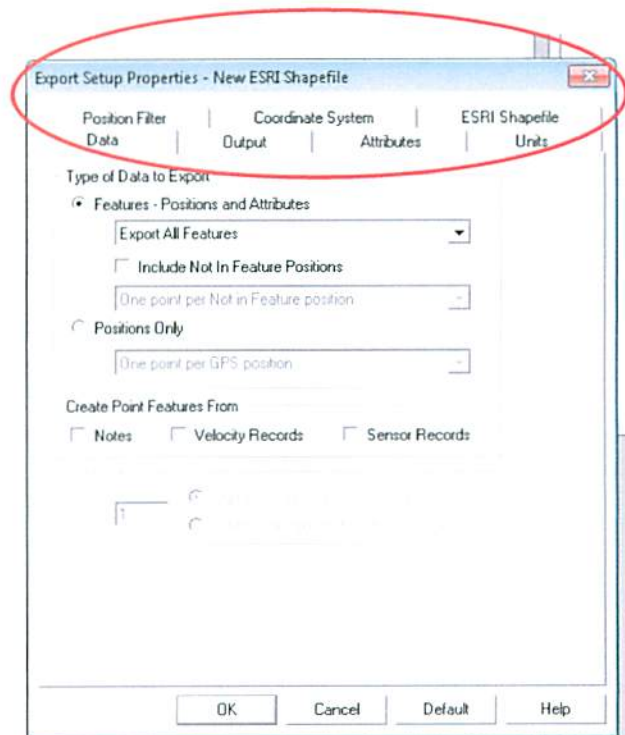 Export Setup Properties - New ESRI Shapefile
Position Filter Coordinate System ESRI Shapefile
Data Output Attributes Units
Type of Data to Export
Features - Positions and Attributes
Export All Features
Include Not In Feature Positions
One point per Not in Feature position
Positions Only
One point per GPS position
Create Point Features From
Notes Velocity Records Sensor Records
1
OK Cancel Default Help